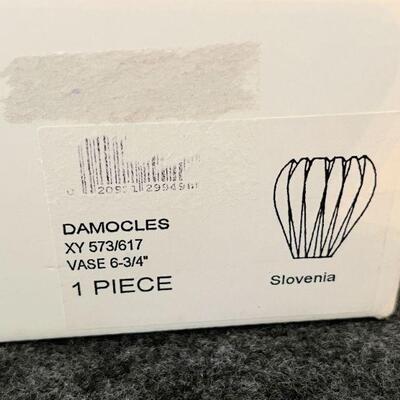 DAMOCLES
XY 573/617
VASE 6-3/4"
1 PIECE
Slovenia